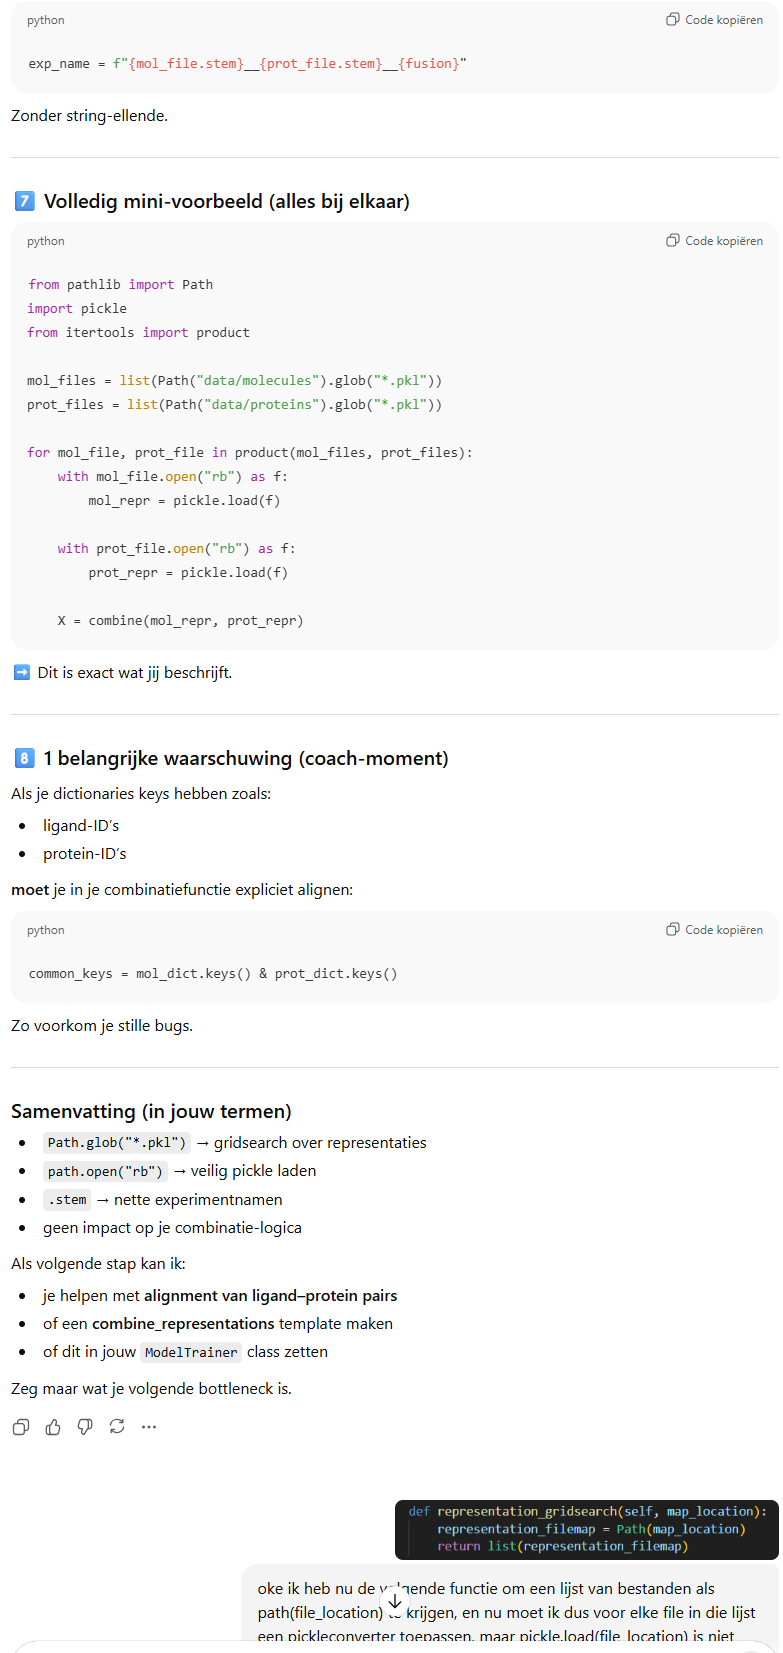 python
Code kopiëren
exp_name = f"{mol_file.stem}__{prot_file.stem}__{fusion}"
Zonder string-ellende.
7 Volledig mini-voorbeeld (alles bij elkaar)
python
Code kopiëren
from pathlib import Path
import pickle
from itertools import product
mol_files = list(Path("data/molecules").glob("*.pkl"))
prot_files = list(Path("data/proteins").glob("*.pkl"))
for mol_file, prot_file in product(mol_files, prot_files):
    with mol_file.open("rb") as f:
        mol_repr = pickle.load(f)
    with prot_file.open("rb") as f:
        prot_repr = pickle.load(f)
    X = combine(mol_repr, prot_repr)
➡️ Dit is exact wat jij beschrijft.
8 1 belangrijke waarschuwing (coach-moment)
Als je dictionaries keys hebben zoals:
• ligand-ID's
• protein-ID's
moet je in je combinatiefunctie expliciet alignen:
python
Code kopiëren
common_keys = mol_dict.keys() & prot_dict.keys()
Zo voorkom je stille bugs.
Samenvatting (in jouw termen)
• Path.glob("*.pkl") → gridsearch over representaties
• path.open("rb") → veilig pickle laden
• .stem → nette experimentnamen
• geen impact op je combinatie-logica
Als volgende stap kan ik:
• je helpen met alignment van ligand–protein pairs
• of een combine_representations template maken
• of dit in jouw ModelTrainer class zetten
Zeg maar wat je volgende bottleneck is.
def representation_gridsearch(self, map_location):
    representation_filemap = Path(map_location)
    return list(representation_filemap)
oke ik heb nu de volgende functie om een lijst van bestanden als
path(file_location) te krijgen, en nu moet ik dus voor elke file in die lijst
een pickleconverter toepassen. maar pickle.load(file_location) is niet